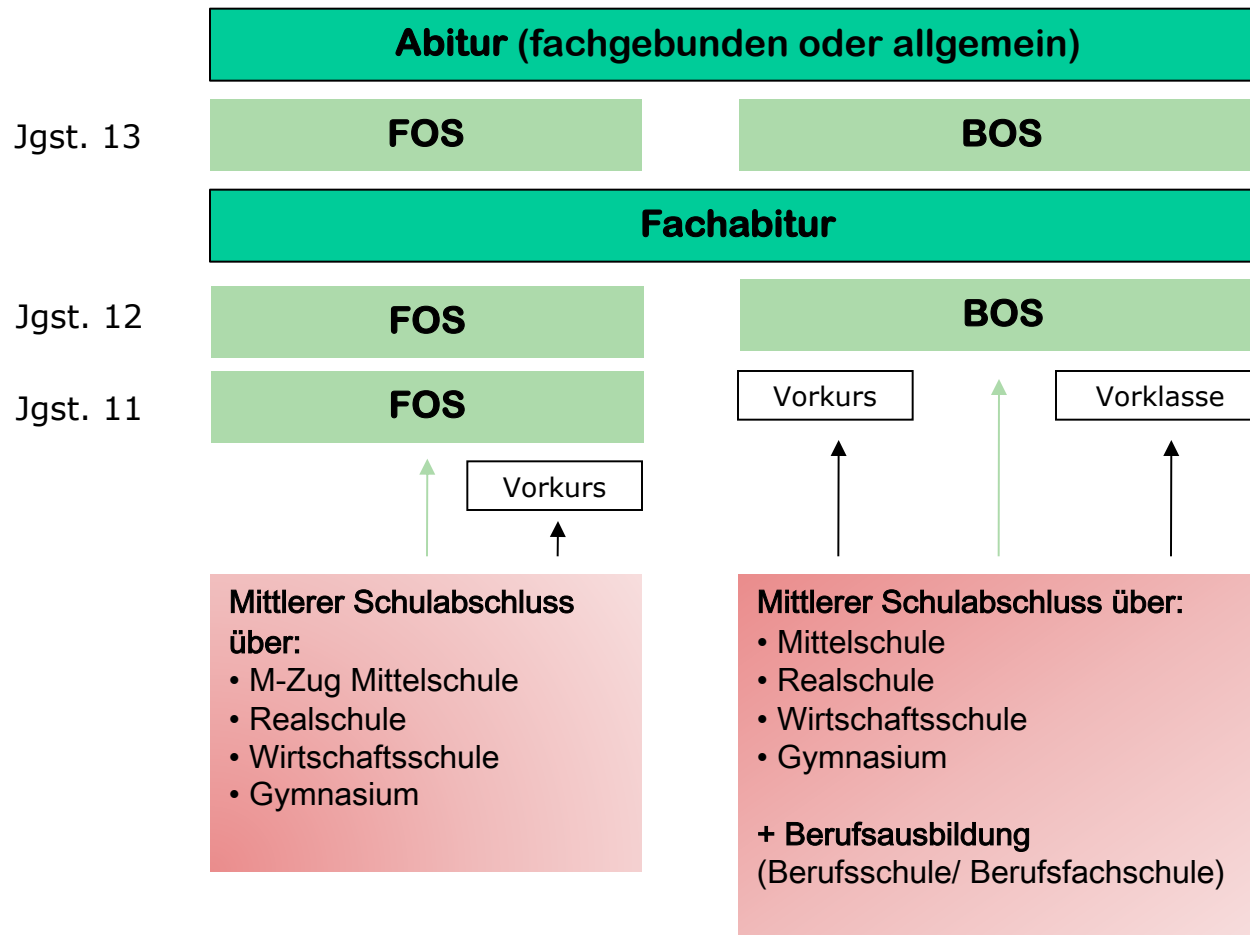 Abitur (fachgebunden oder allgemein)
Jgst. 13
FOS
BOS
Fachabitur
Jgst. 12
FOS
BOS
Jgst. 11
FOS
Vorkurs
Vorklasse
Vorkurs
Mittlerer Schulabschluss
über:
• M-Zug Mittelschule
• Realschule
• Wirtschaftsschule
• Gymnasium
Mittlerer Schulabschluss über:
• Mittelschule
• Realschule
• Wirtschaftsschule
• Gymnasium
+ Berufsausbildung
(Berufsschule/ Berufsfachschule)